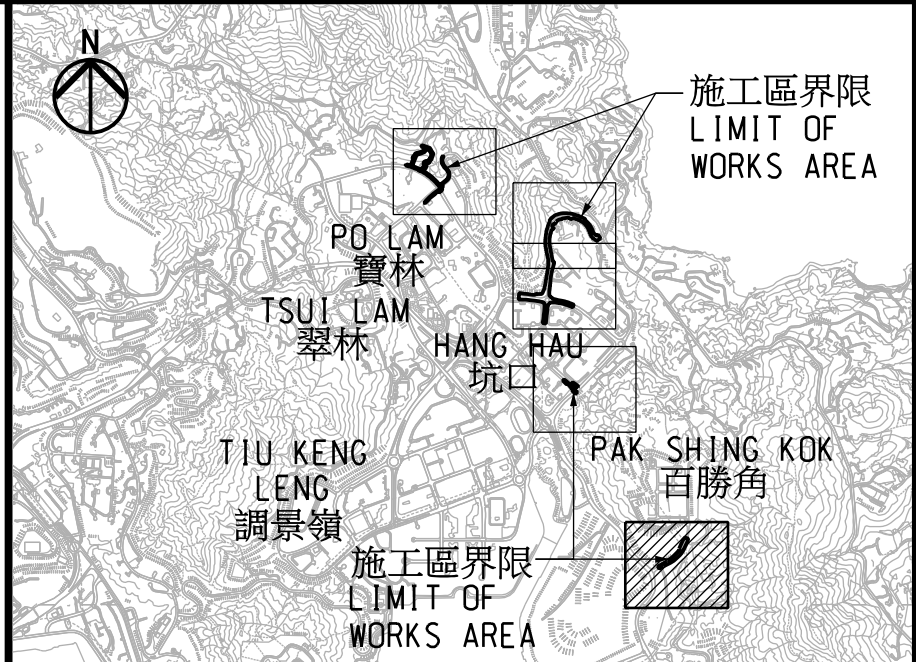 N
施工區界限
LIMIT OF
WORKS AREA
PO LAM
寶林
TSUI LAM
翠林
HANG HAU
坑口
TIU KENG
LENG
調景嶺
PAK SHING KOK
百勝角
施工區界限
LIMIT OF
WORKS AREA